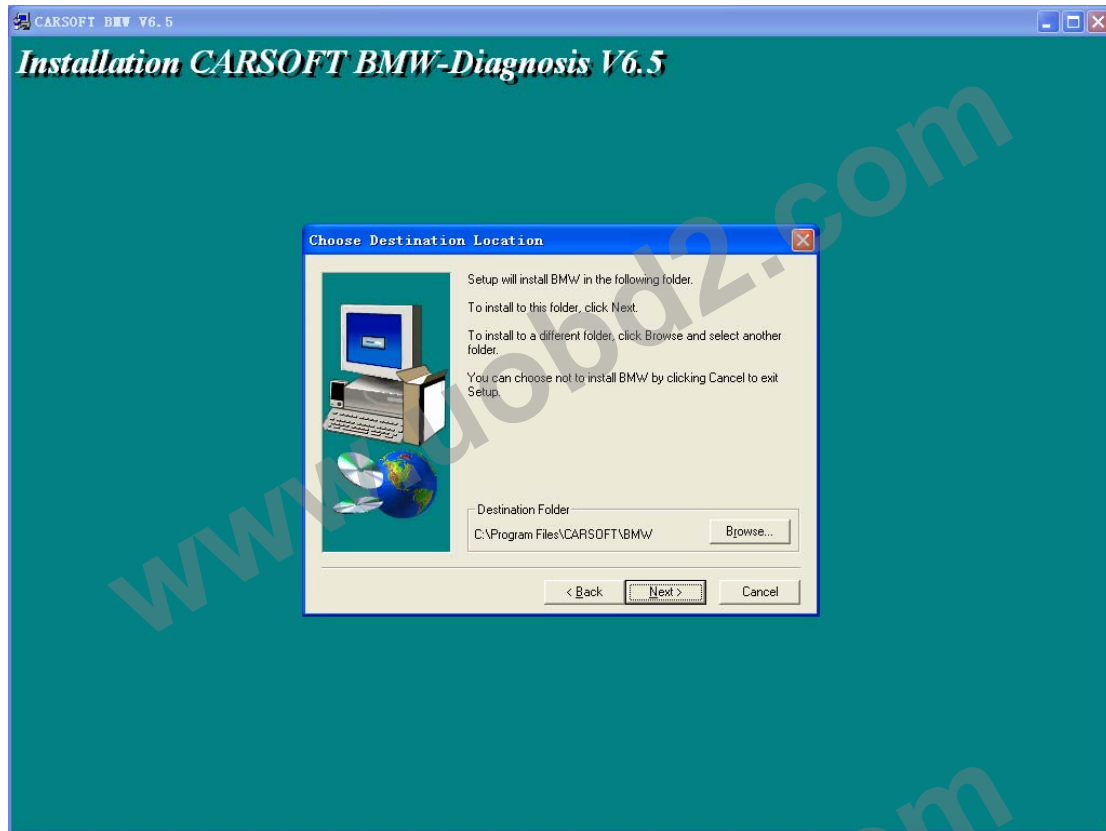 CARSOFT BMW V6.5
Installation CARSOFT BMW-Diagnosis V6.5
Choose Destination Location
Setup will install BMW in the following folder.
To install to this folder, click Next.
To install to a different folder, click Browse and select another
folder.
You can choose not to install BMW by clicking Cancel to exit
Setup.
Destination Folder
C:\Program Files\CARSOFT\BMW
Browse...
< Back
Next >
Cancel
www.uobd2.com
om